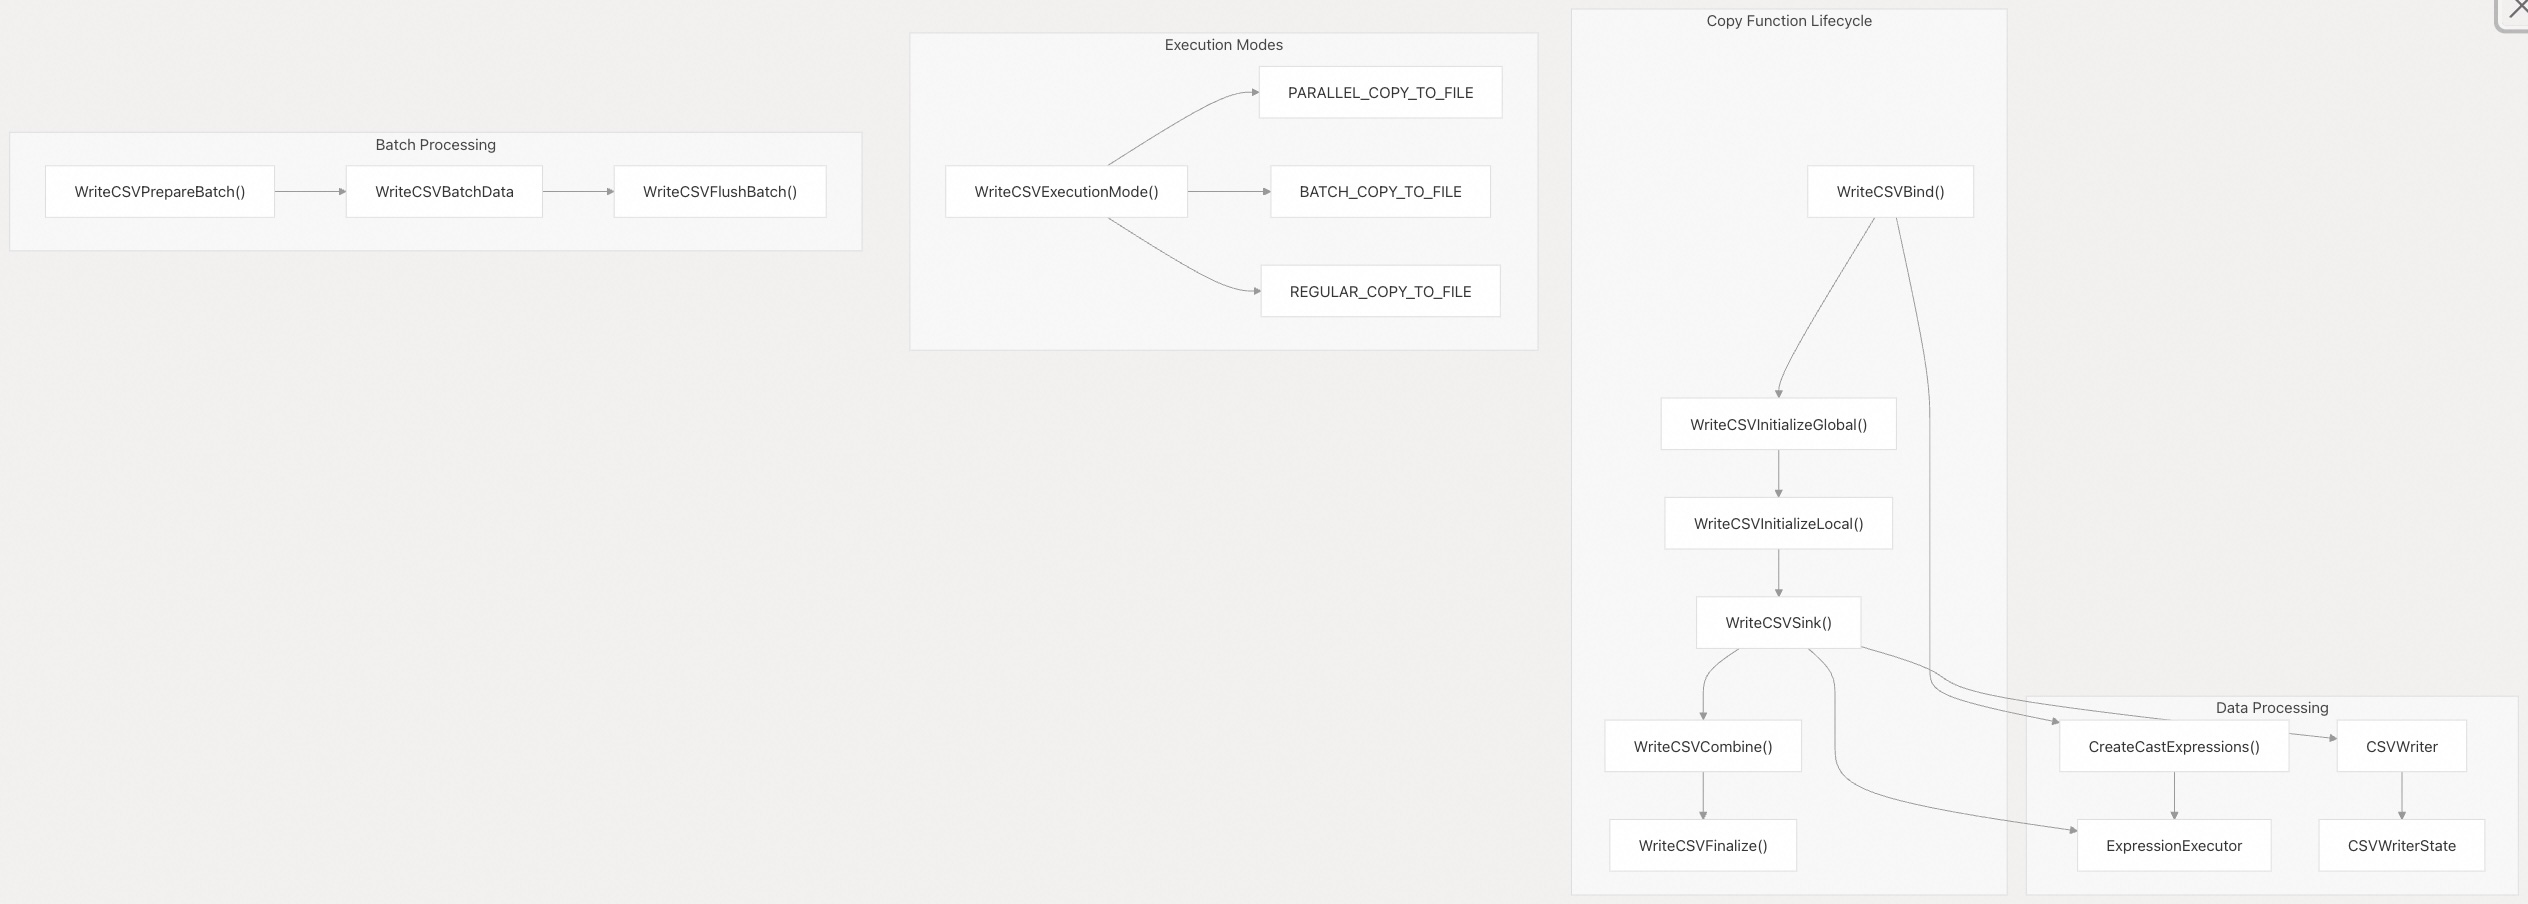 Batch Processing
WriteCSVPrepareBatch()
WriteCSVBatchData
WriteCSVFlushBatch()
Execution Modes
PARALLEL_COPY_TO_FILE
WriteCSVExecutionMode()
BATCH_COPY_TO_FILE
REGULAR_COPY_TO_FILE
Copy Function Lifecycle
WriteCSVBind()
WriteCSVInitializeGlobal()
WriteCSVInitializeLocal()
WriteCSVSink()
WriteCSVCombine()
WriteCSVFinalize()
Data Processing
CreateCastExpressions()
CSVWriter
ExpressionExecutor
CSVWriterState